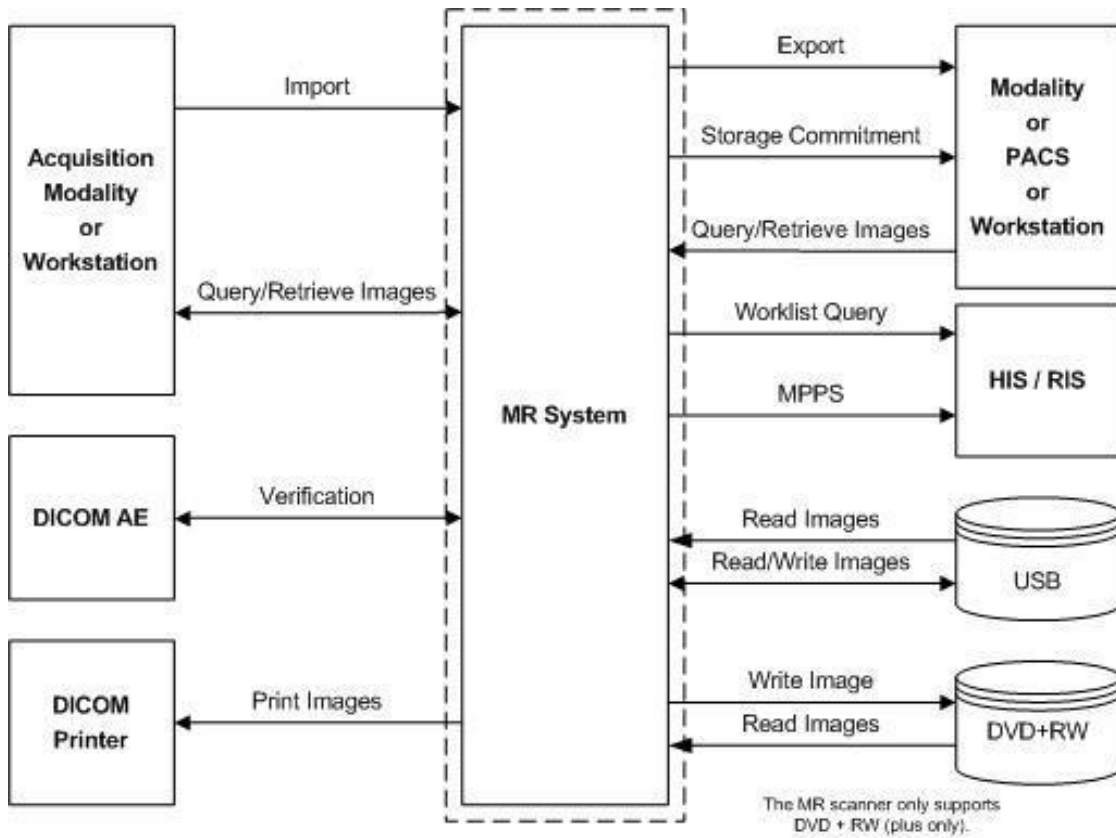 Import
Acquisition
Modality
or
Workstation
Query/Retrieve Images
DICOM AE
Verification
DICOM
Printer
Print Images
MR System
Export
Storage Commitment
Query/Retrieve Images
Modality
or
PACS
or
Workstation
Worklist Query
MPPS
HIS / RIS
Read Images
Read/Write Images
USB
Write Image
Read Images
DVD+RW
The MR scanner only supports
DVD + RW (plus only).